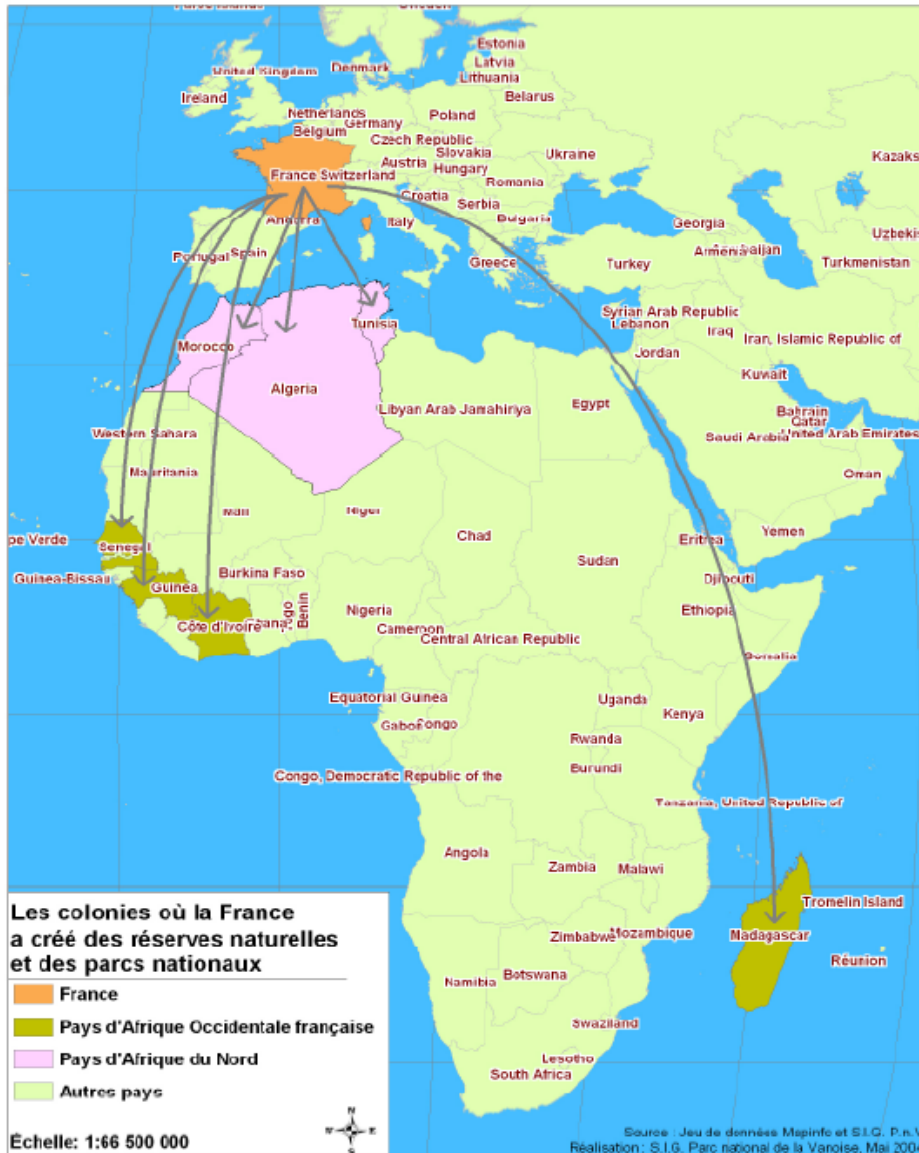 Estonia
Latvia
Lithuania
Denmark
United Kingdom
Ireland
Belarus
Netherlands
Germany
Poland
Belgium
Czech Republic
Slovakia
Ukraine
Austria
Hungary
Kazaks
France Switzerland
Romania
Croatia
Serbia
Andorra
Italy
Bulgaria
Georgia
Uzbekis
Portugal
Spain
Armenia
Greece
Turkey
Turkmenistan
Syrian Arab Republic
Lebanon
Tunisia
Iraq
Iran, Islamic Republic of
Morocco
Jordan
Kuwait
Algeria
Libyan Arab Jamahiriya
Egypt
Bahrain
Qatar
Western Sahara
Saudi Arabia
United Arab Emirates
Mauritania
Oman
Mali
Niger
Chad
Yemen
pe Verde
Senegal
Eritrea
Sudan
Guinea-Bissau
Guinea
Burkina Faso
Djibouti
Togo
Benin
Nigeria
Ethiopia
Côte d'Ivoire
Ghana
Cameroon
Central African Republic
Somalia
Equatorial Guinea
Uganda
Gabon
Congo
Kenya
Rwanda
Congo, Democratic Republic of the
Burundi
Tanzania, United Republic of
Angola
Zambia
Malawi
Tromelin Island
Zimbabwe
Mozambique
Madagascar
Réunion
Namibia
Botswana
Swaziland
Lesotho
South Africa
Les colonies où la France
a créé des réserves naturelles
et des parcs nationaux
France
Pays d'Afrique Occidentale française
Pays d'Afrique du Nord
Autres pays
Échelle: 1:66 500 000
N
E
S
Source : Jeu de données Mapinfo et S.I.G. P.n.V
Réalisation : S.I.G. Parc national de la Vanoise, Mai 200